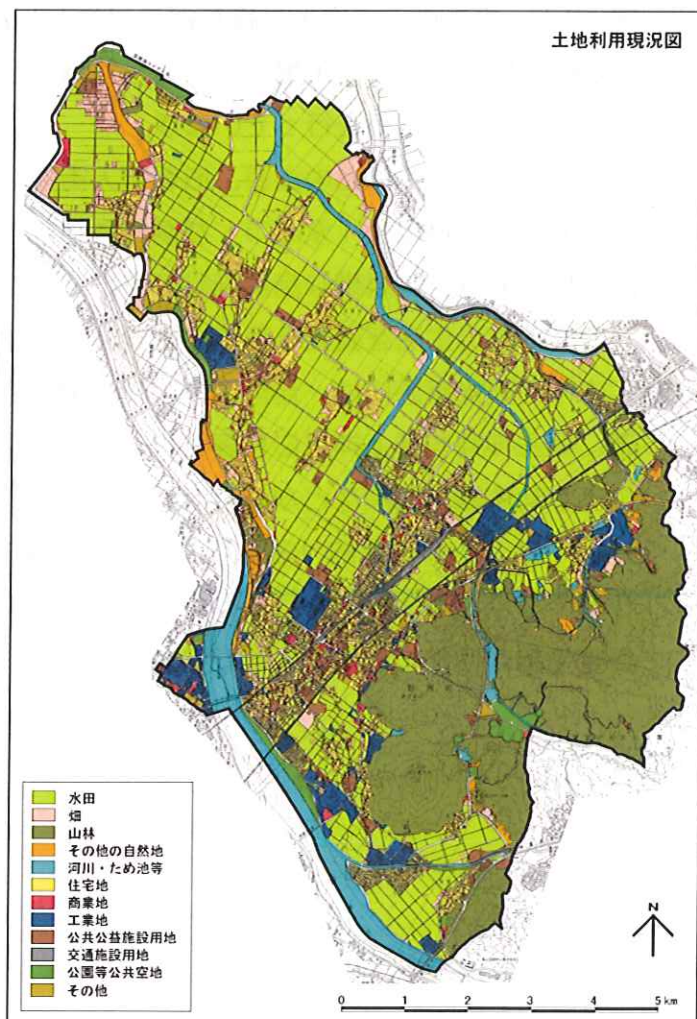 土地利用現況図
水田
畑
山林
その他の自然地
河川・ため池等
住宅地
商業地
工業地
公共公益施設用地
交通施設用地
公園等公共空地
その他
N
0 1 2 3 4 5 km